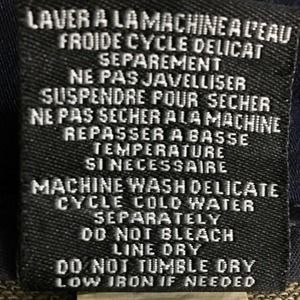 LAVER A LA MACHINE A L'EAU
FROIDE CYCLE DELICAT
SEPAREMENT
NE PAS JAVELLISER
SUSPENDRE POUR SECHER
NE PAS SECHER A LA MACHINE
REPASSER A BASSE
TEMPERATURE
SI NECESSAIRE
MACHINE WASH DELICATE
CYCLE COLD WATER
SEPARATELY
DO NOT BLEACH
LINE DRY
DO NOT TUMBLE DRY
LOW IRON IF NEEDED